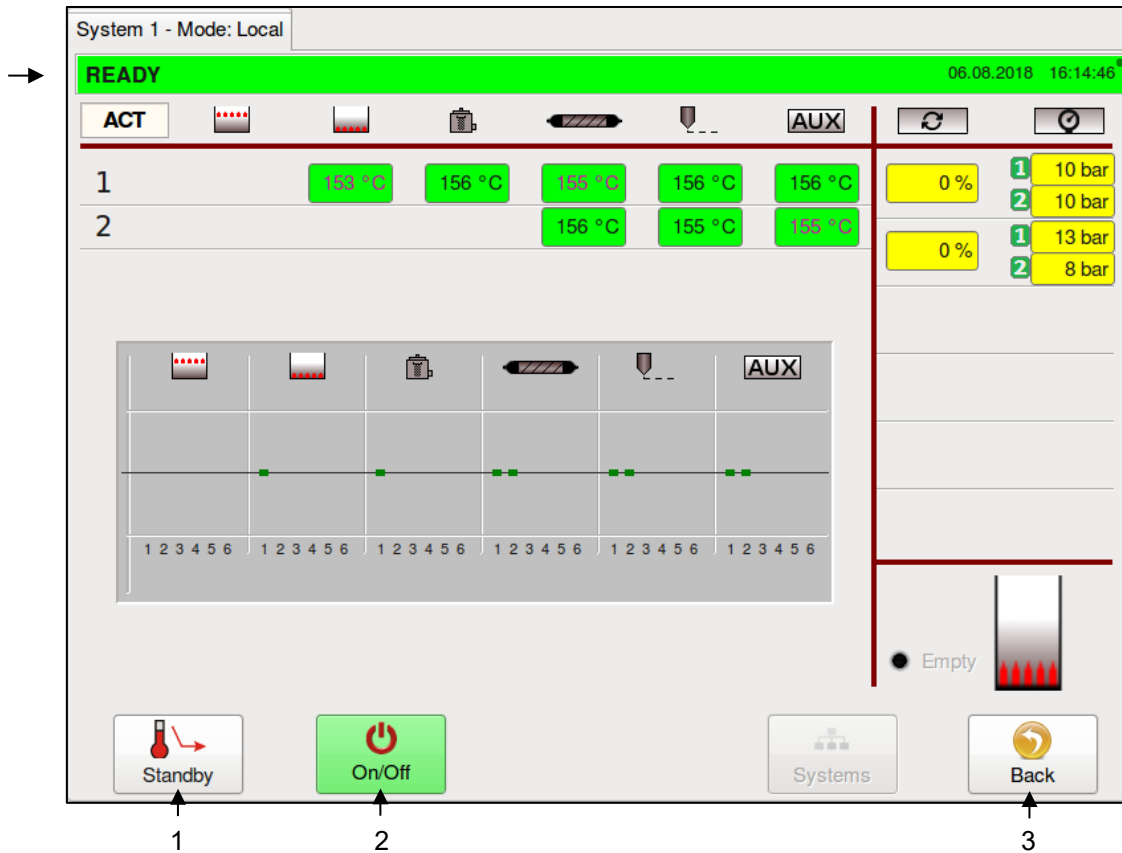 System 1 - Mode: Local
READY 06.08.2018 16:14:46
ACT AUX
1 153 °C 156 °C 155 °C 156 °C 156 °C 0 % 1 10 bar
2 10 bar
2 156 °C 155 °C 155 °C 0 % 1 13 bar
2 8 bar
AUX
1 2 3 4 5 6 1 2 3 4 5 6 1 2 3 4 5 6 1 2 3 4 5 6 1 2 3 4 5 6 1 2 3 4 5 6
Empty
Standby On/Off Systems Back
1 2 3